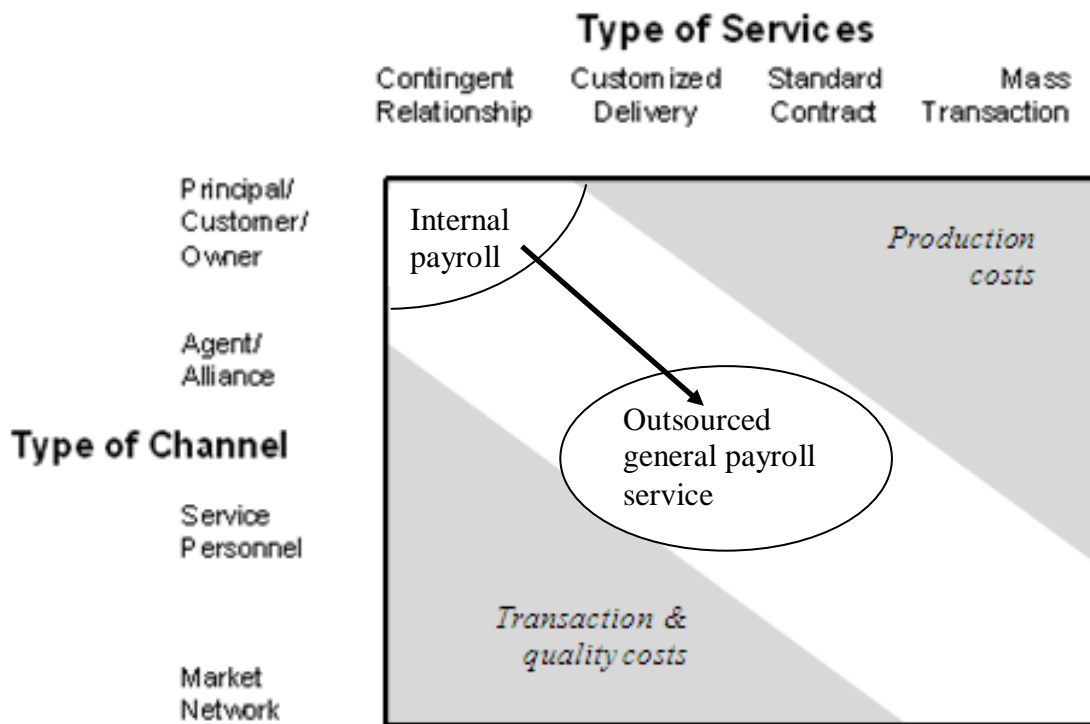 Type of Services
Contingent
Relationship
Customized
Delivery
Standard
Contract
Mass
Transaction
Principal/
Customer/
Owner
Internal
payroll
Production
costs
Agent/
Alliance
Type of Channel
Outsourced
general payroll
service
Service
Personnel
Transaction &
quality costs
Market
Network